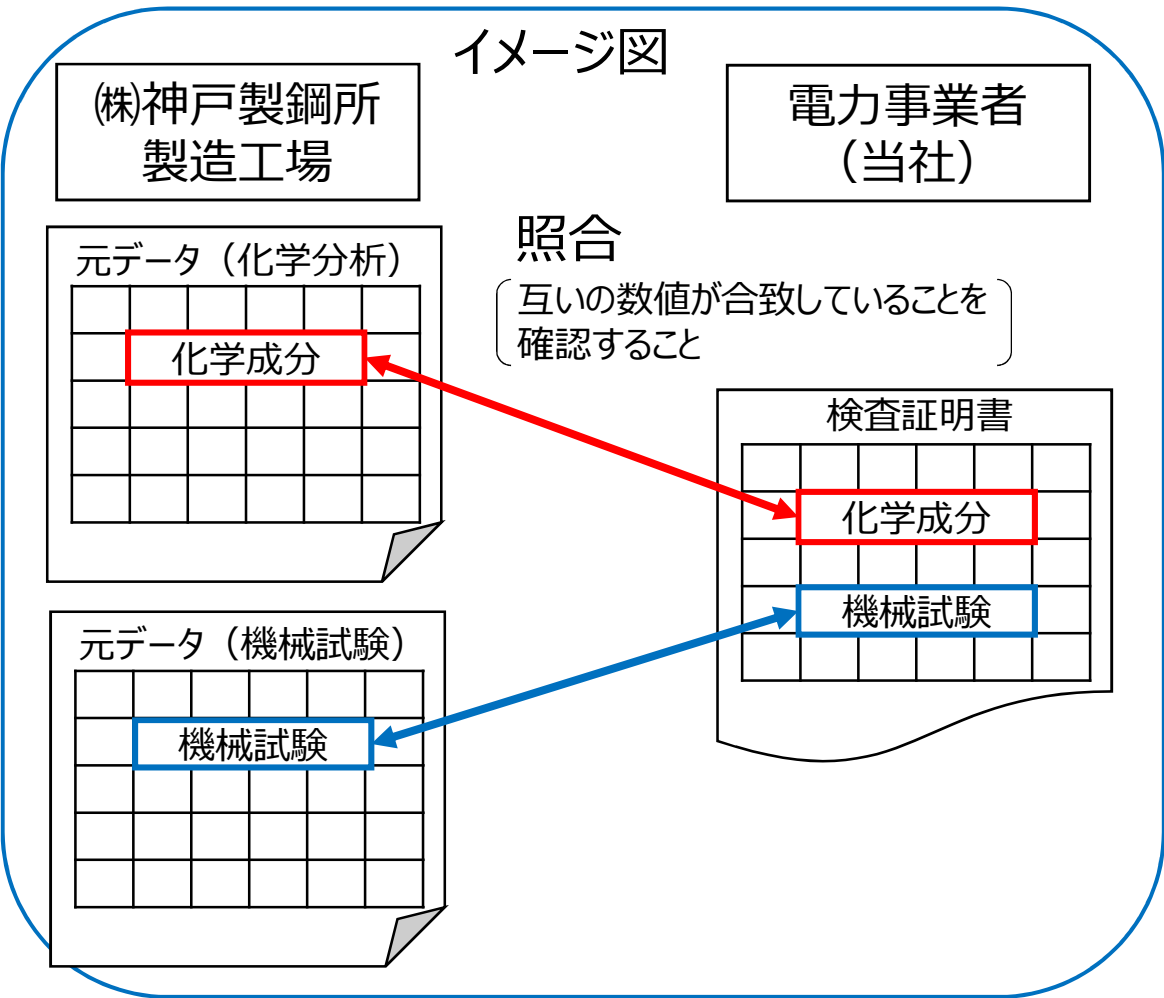 イメージ図
㈱神戸製鋼所
製造工場
電力事業者
（当社）
照合
互いの数値が合致していることを
確認すること
元データ（化学分析）
化学成分
検査証明書
化学成分
機械試験
元データ（機械試験）
機械試験